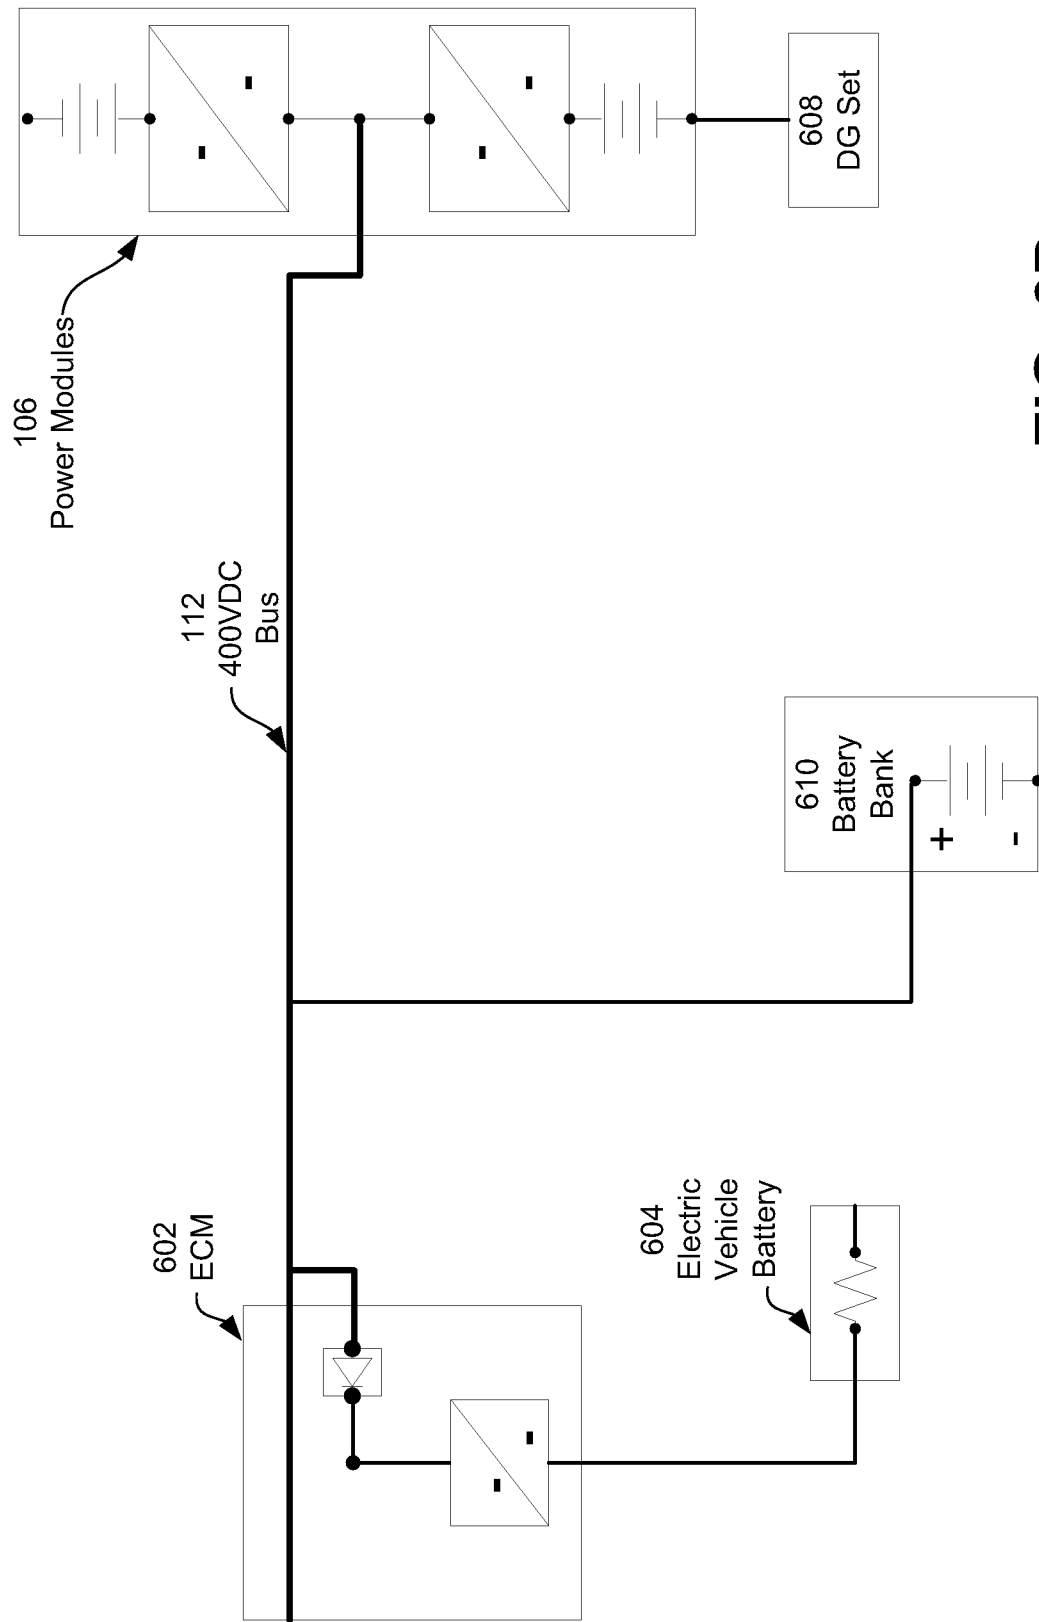 106
Power Modules
602
ECM
112
400VDC
Bus
604
Electric
Vehicle
Battery
610
Battery
Bank
+
-
608
DG Set